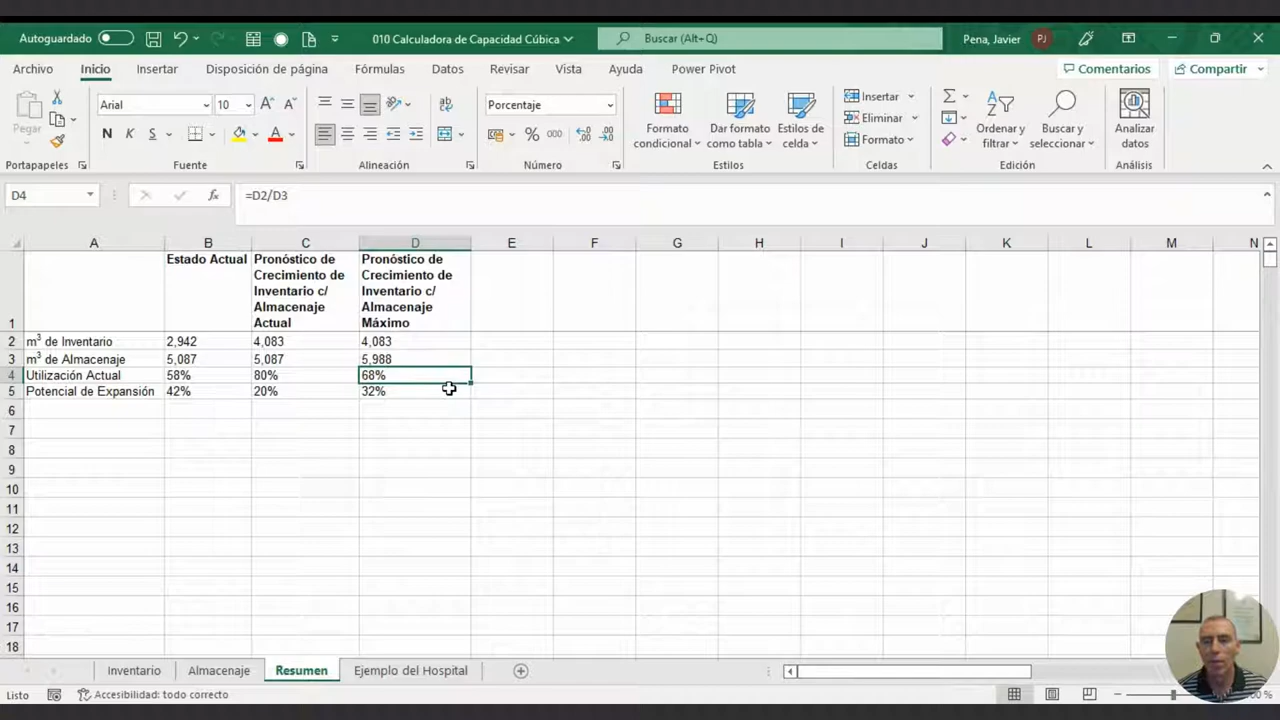 Autoguardado
010 Calculadora de Capacidad Cúbica
Buscar (Alt+Q)
Pena, Javier
PJ
Archivo Inicio Insertar Disposición de página Fórmulas Datos Revisar Vista Ayuda Power Pivot
Comentarios
Compartir
Pegar
Portapapeles
Arial
10
N K S
Fuente
ab
Alineación
Porcentaje
% 000
Número
Formato condicional
Dar formato como tabla
Estilos de celda
Estilos
Insertar
Eliminar
Formato
Celdas
Ordenar y filtrar
Buscar y seleccionar
Edición
Analizar datos
Análisis
D4
fx
=D2/D3
A B C D E F G H I J K L M N
1
Estado Actual
Pronóstico de
Crecimiento de
Inventario c/
Almacenaje
Actual
Pronóstico de
Crecimiento de
Inventario c/
Almacenaje
Máximo
2 m³ de Inventario 2,942 4,083 4,083
3 m³ de Almacenaje 5,087 5,087 5,988
4 Utilización Actual 58% 80% 68%
5 Potencial de Expansión 42% 20% 32%
6
7
8
9
10
11
12
13
14
15
16
17
18
Inventario Almacenaje Resumen Ejemplo del Hospital
Listo
Accesibilidad: todo correcto